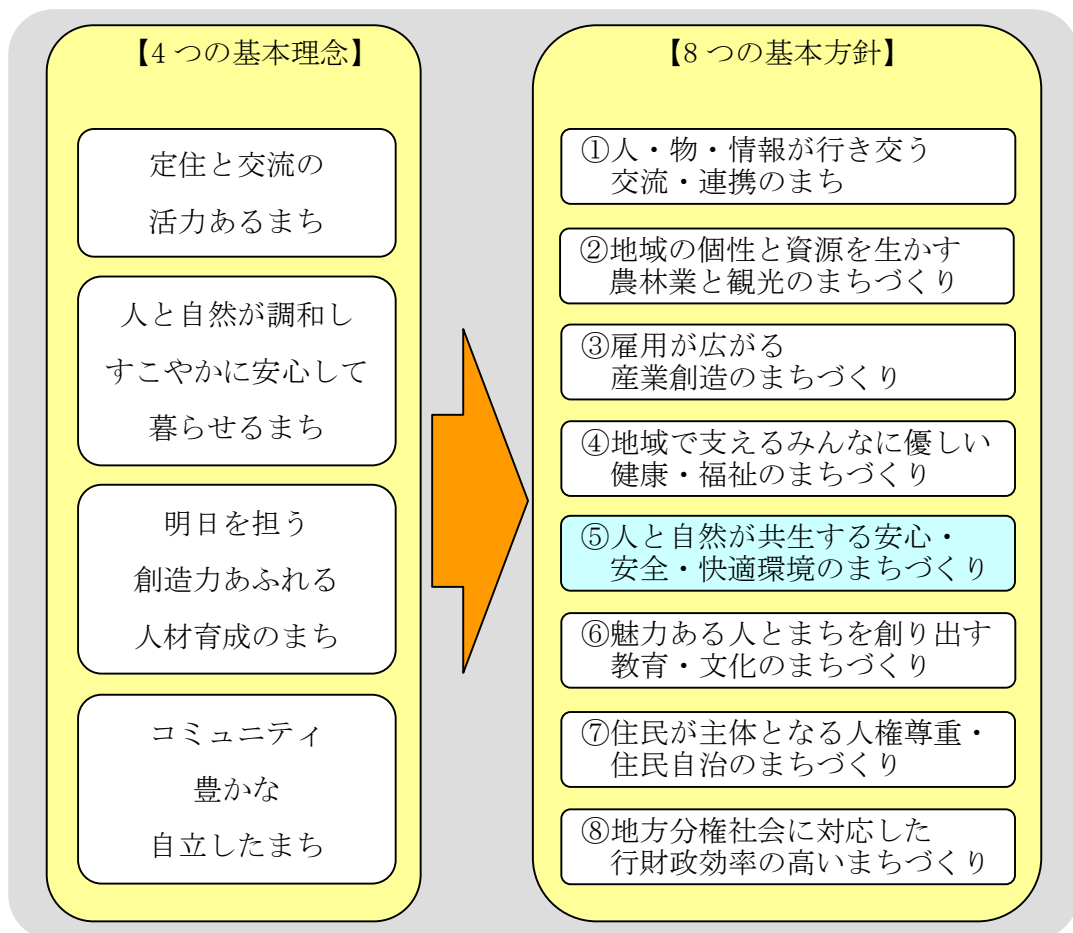 【4つの基本理念】
定住と交流の
活力あるまち
人と自然が調和し
すこやかに安心して
暮らせるまち
明日を担う
創造力あふれる
人材育成のまち
コミュニティ
豊かな
自立したまち
【8つの基本方針】
①人・物・情報が行き交う
交流・連携のまち
②地域の個性と資源を生かす
農林業と観光のまちづくり
③雇用が広がる
産業創造のまちづくり
④地域で支えるみんなに優しい
健康・福祉のまちづくり
⑤人と自然が共生する安心・
安全・快適環境のまちづくり
⑥魅力ある人とまちを創り出す
教育・文化のまちづくり
⑦住民が主体となる人権尊重・
住民自治のまちづくり
⑧地方分権社会に対応した
行財政効率の高いまちづくり